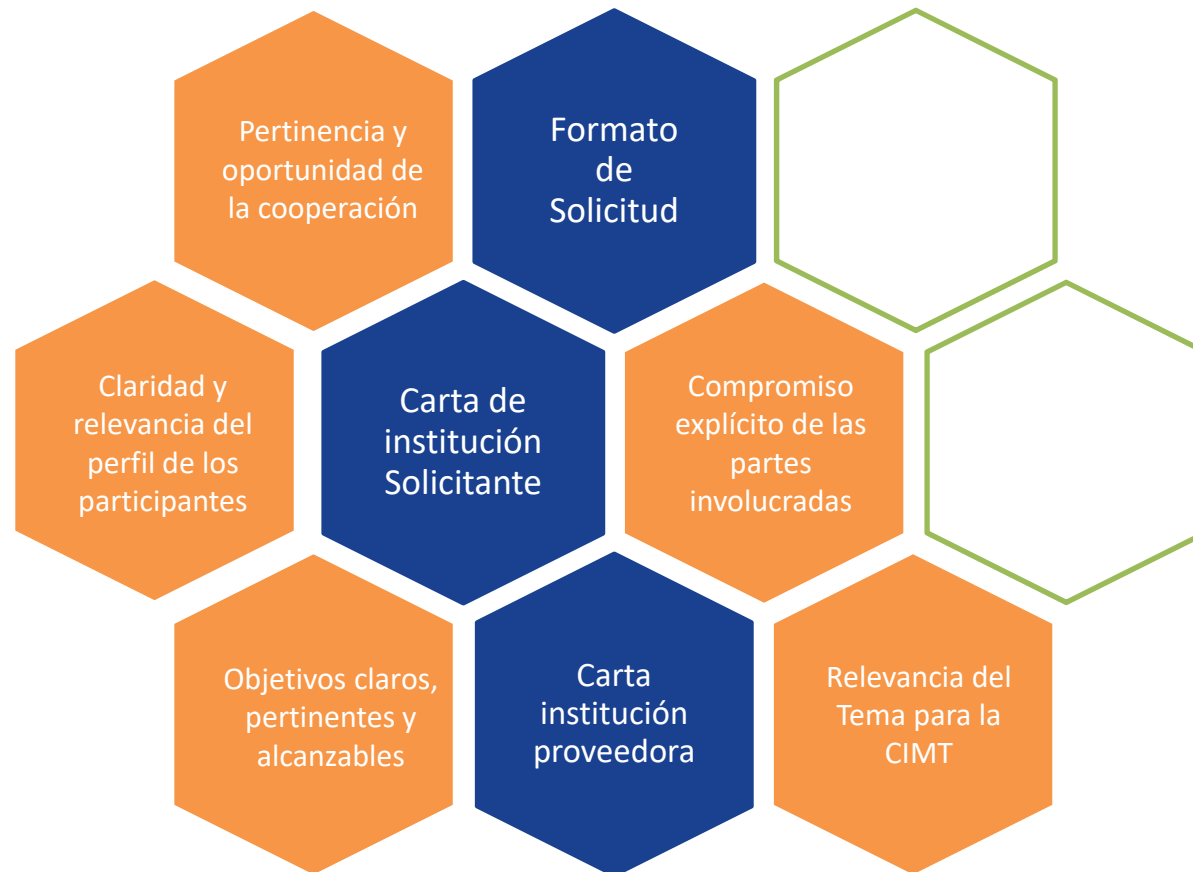 Pertinencia y
oportunidad de
la cooperación
Formato
de
Solicitud
Claridad y
relevancia del
perfil de los
participantes
Carta de
institución
Solicitante
Compromiso
explícito de las
partes
involucradas
Objetivos claros,
pertinentes y
alcanzables
Carta
institución
proveedora
Relevancia del
Tema para la
CIMT